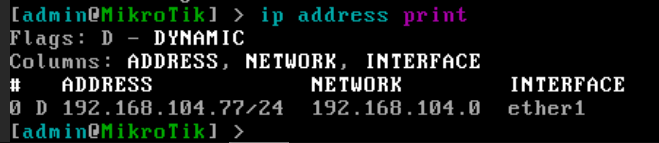 [admin@MikroTik] > ip address print
Flags: D - DYNAMIC
Columns: ADDRESS, NETWORK, INTERFACE
#   ADDRESS            NETWORK        INTERFACE
0 D 192.168.104.77/24  192.168.104.0  ether1
[admin@MikroTik] >